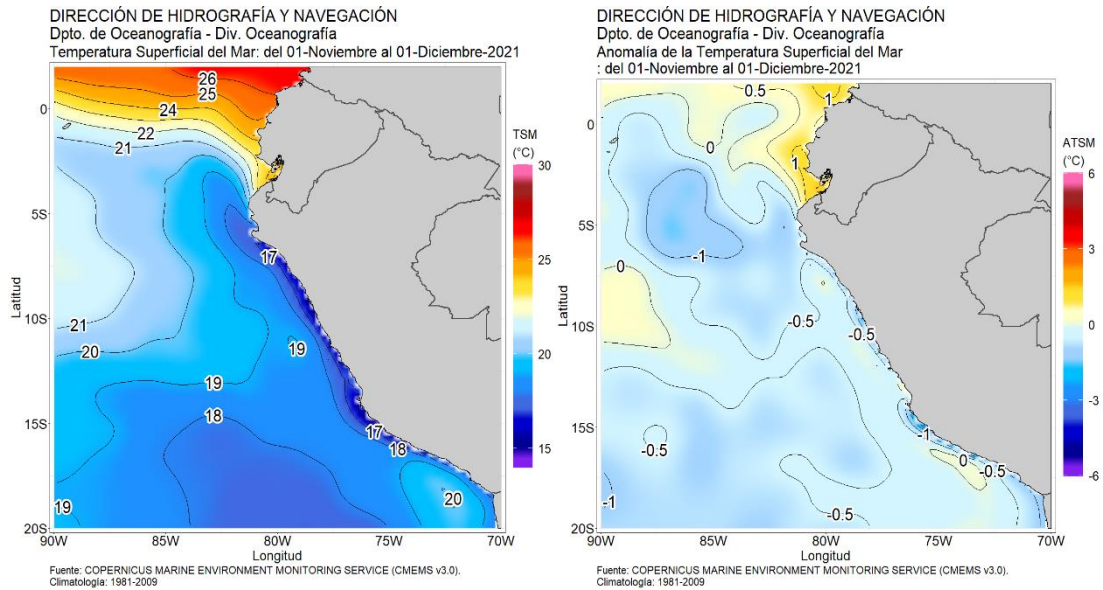 DIRECCIÓN DE HIDROGRAFÍA Y NAVEGACIÓN
Dpto. de Oceanografía - Div. Oceanografía
Temperatura Superficial del Mar: del 01-Noviembre al 01-Diciembre-2021
26
25
24
22
21
17
21
20
19
19
18
17
18
20
19
0
5S
10S
15S
20S
Latitud
90W
85W
80W
75W
70W
Longitud
TSM
(°C)
30
25
20
15
Fuente: COPERNICUS MARINE ENVIRONMENT MONITORING SERVICE (CMEMS v3.0).
Climatología: 1981-2009
DIRECCIÓN DE HIDROGRAFÍA Y NAVEGACIÓN
Dpto. de Oceanografía - Div. Oceanografía
Anomalía de la Temperatura Superficial del Mar
: del 01-Noviembre al 01-Diciembre-2021
0.5
1
0
1
-1
0
-0.5
-0.5
-1
-0.5
0
-0.5
-1
-0.5
0
5S
10S
15S
20S
Latitud
90W
85W
80W
75W
70W
Longitud
ATSM
(°C)
6
3
0
-3
-6
Fuente: COPERNICUS MARINE ENVIRONMENT MONITORING SERVICE (CMEMS v3.0).
Climatología: 1981-2009